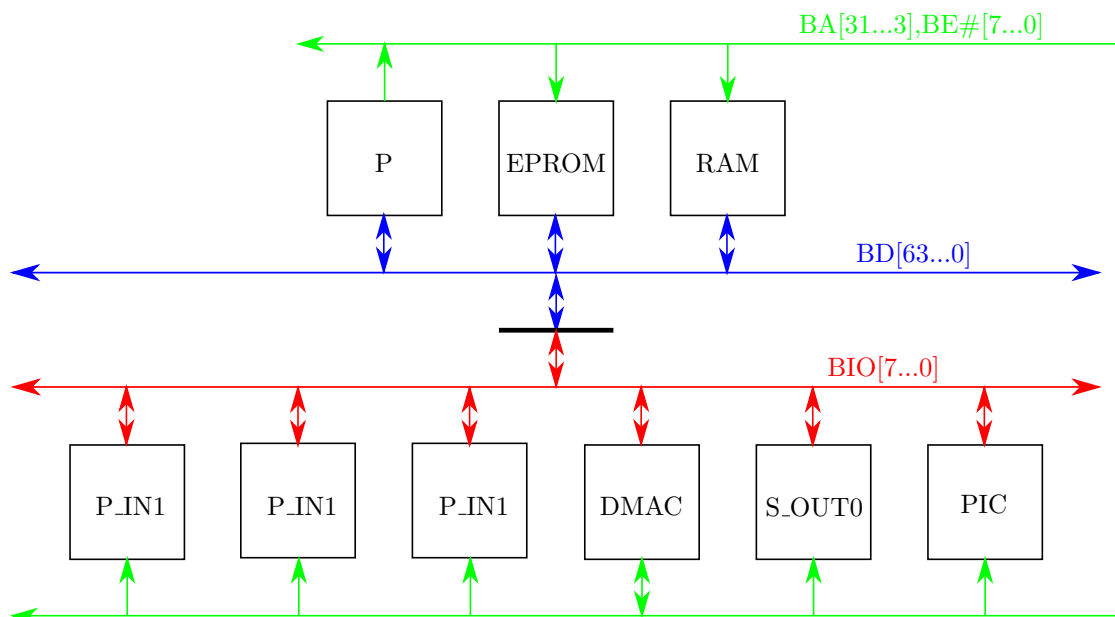 BA[31...3],BE#[7...0]
P
EPROM
RAM
BD[63...0]
BIO[7...0]
P_IN1
P_IN1
P_IN1
DMAC
S_OUT0
PIC